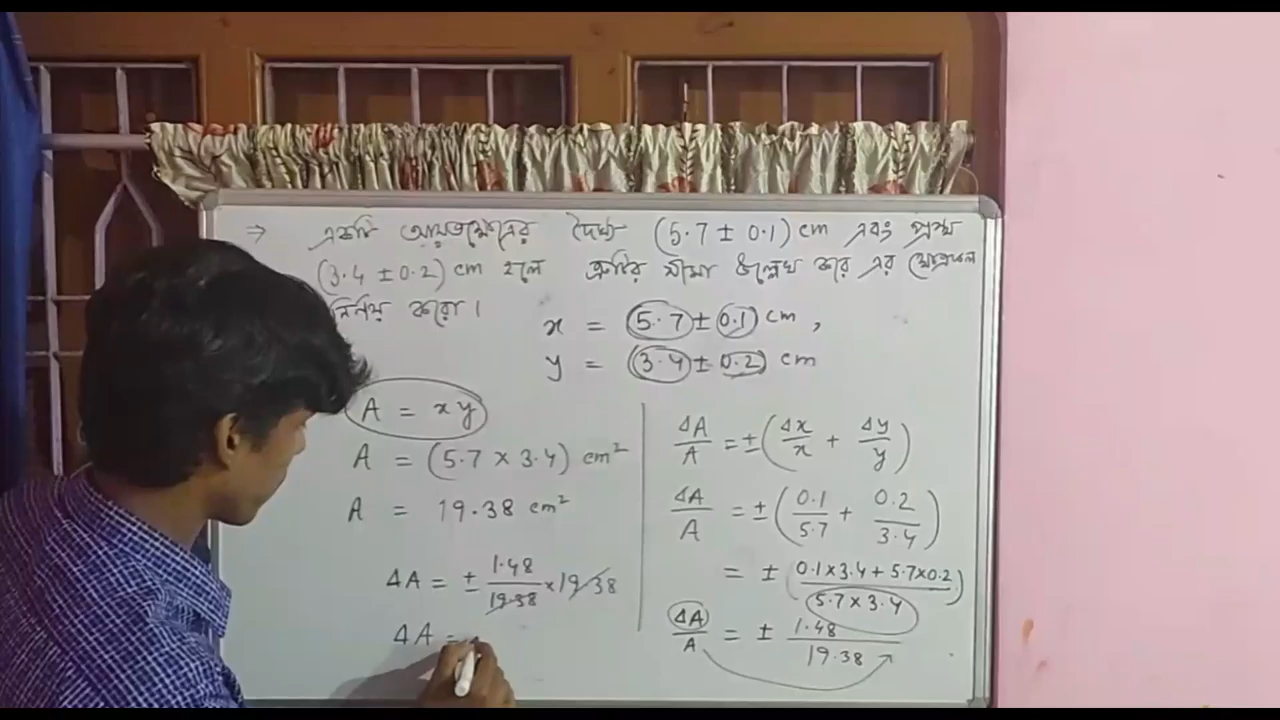 ⇒ একটি আয়তক্ষেত্রের দৈর্ঘ্য (5.7 ± 0.1) cm এবং প্রস্থ
(3.4 ± 0.2) cm হলে ত্রুটির সীমা উল্লেখ করে এর ক্ষেত্রফল
নির্ণয় করো।
x = (5.7 ± 0.1) cm ,
y = (3.4 ± 0.2) cm
A = xy
A = (5.7 × 3.4) cm²
A = 19.38 cm²
ΔA = ± 1.48/19.38 × 19.38
ΔA =
ΔA/A = ± (Δx/x + Δy/y)
ΔA/A = ± (0.1/5.7 + 0.2/3.4)
= ± (0.1×3.4 + 5.7×0.2 / 5.7×3.4)
ΔA/A = ± 1.48/19.38